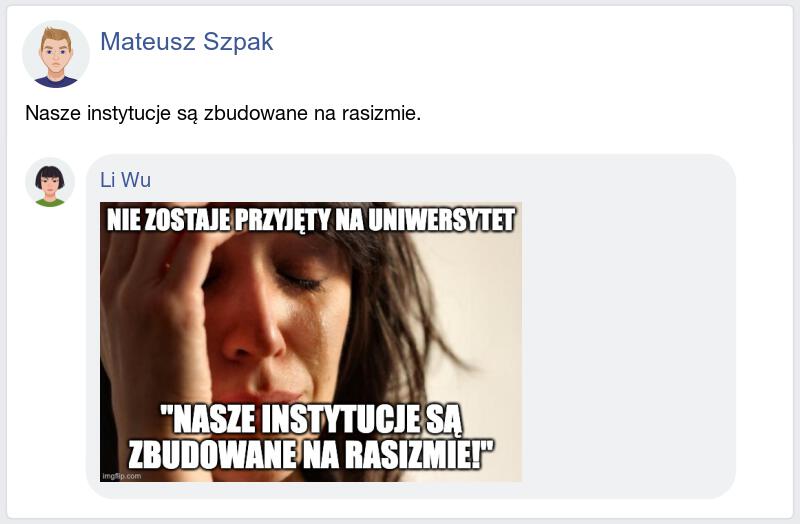 Mateusz Szpak
Nasze instytucje są zbudowane na rasizmie.
Li Wu
NIE ZOSTAJE PRZYJĘTY NA UNIWERSYTET
"NASZE INSTYTUCJE SĄ
ZBUDOWANE NA RASIZMIE!"
imgflip.com